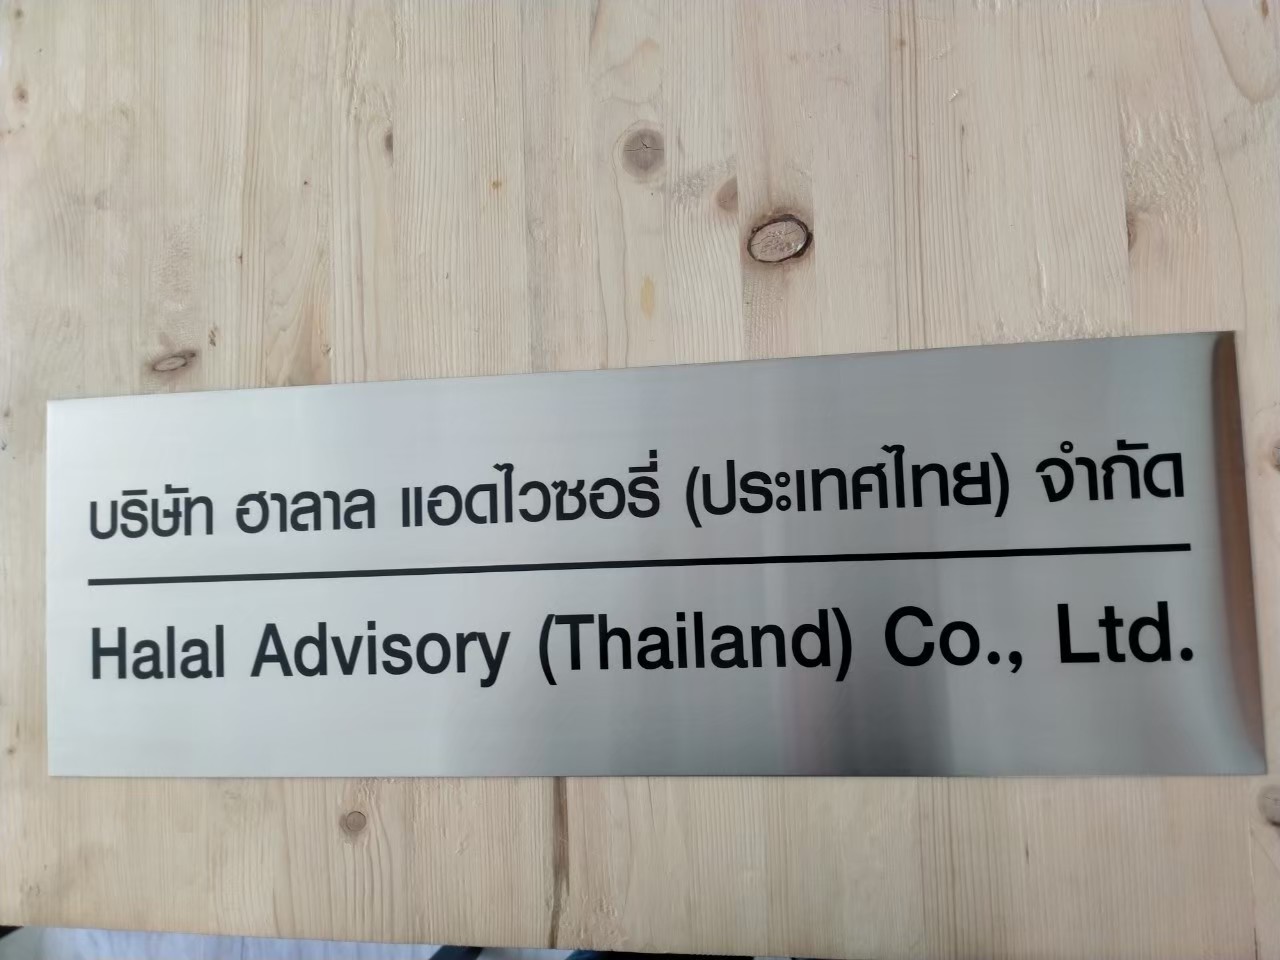 บริษัท ฮาลาล แอดไวซอรี่ (ประเทศไทย) จำกัด
Halal Advisory (Thailand) Co., Ltd.